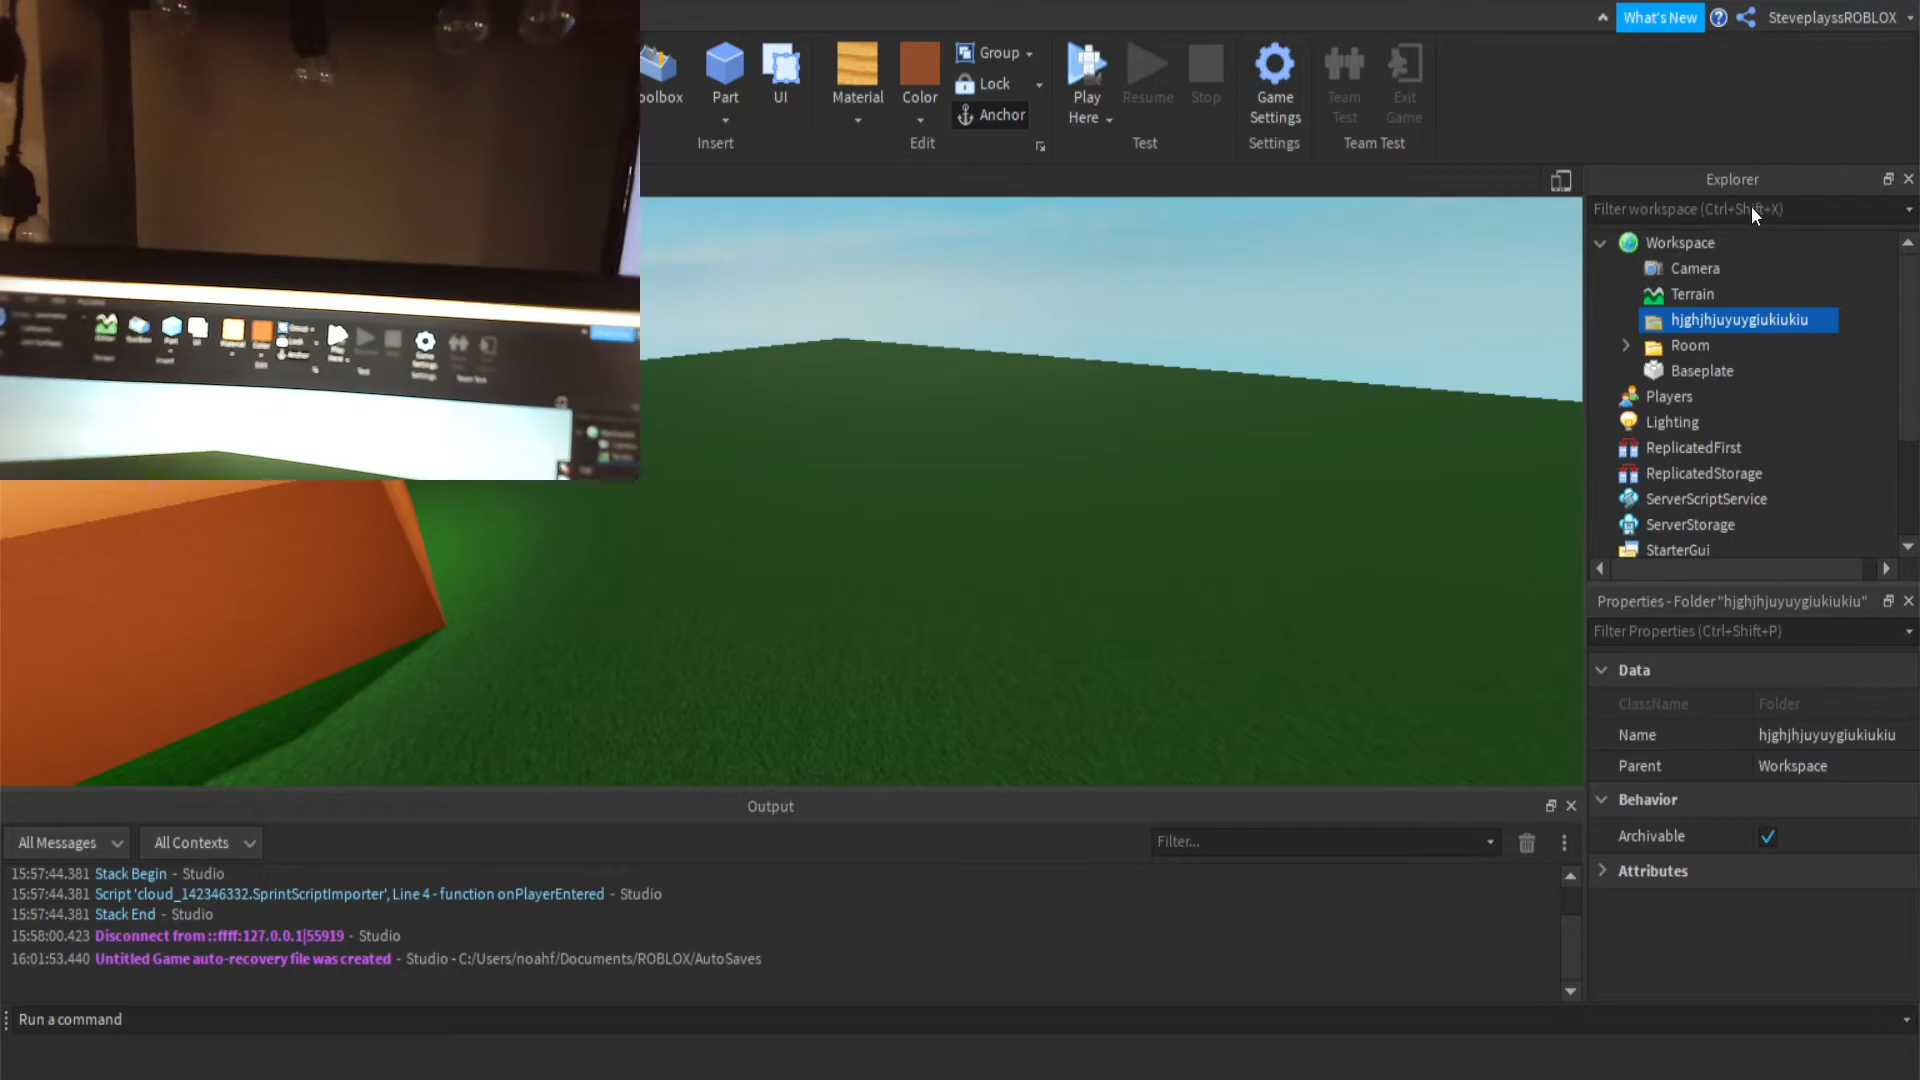 What's New
SteveplayssROBLOX
oolbox
Part
UI
Material
Color
Group
Lock
Anchor
Play
Here
Resume
Stop
Game
Settings
Team
Test
Exit
Game
Insert
Edit
Test
Settings
Team Test
Explorer
Filter workspace (Ctrl+Shift+X)
Workspace
Camera
Terrain
hjghjhjuyuygiukiukiu
Room
Baseplate
Players
Lighting
ReplicatedFirst
ReplicatedStorage
ServerScriptService
ServerStorage
StarterGui
Properties - Folder "hjghjhjuyuygiukiukiu"
Filter Properties (Ctrl+Shift+P)
Data
ClassName Folder
Name hjghjhjuyuygiukiukiu
Parent Workspace
Behavior
Archivable
Attributes
Output
All Messages
All Contexts
Filter...
15:57:44.381 Stack Begin - Studio
15:57:44.381 Script 'cloud_142346332.SprintScriptImporter', Line 4 - function onPlayerEntered - Studio
15:57:44.381 Stack End - Studio
15:58:00.423 Disconnect from ::ffff:127.0.0.1|55919 - Studio
16:01:53.440 Untitled Game auto-recovery file was created - Studio - C:/Users/noahf/Documents/ROBLOX/AutoSaves
Run a command